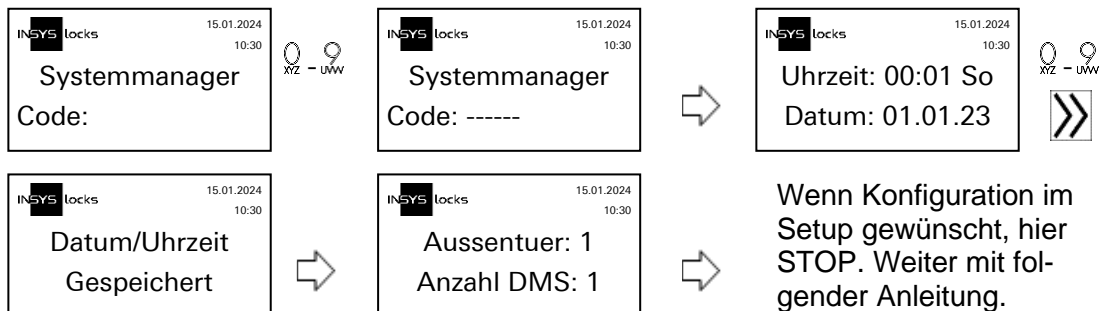 INSYS locks 15.01.2024
10:30
Systemmanager
Code:
0 - 9
XYZ UVW
INSYS locks 15.01.2024
10:30
Systemmanager
Code: ------
INSYS locks 15.01.2024
10:30
Uhrzeit: 00:01 So
Datum: 01.01.23
0 - 9
XYZ UVW
INSYS locks 15.01.2024
10:30
Datum/Uhrzeit
Gespeichert
INSYS locks 15.01.2024
10:30
Aussentuer: 1
Anzahl DMS: 1
Wenn Konfiguration im
Setup gewünscht, hier
STOP. Weiter mit fol-
gender Anleitung.